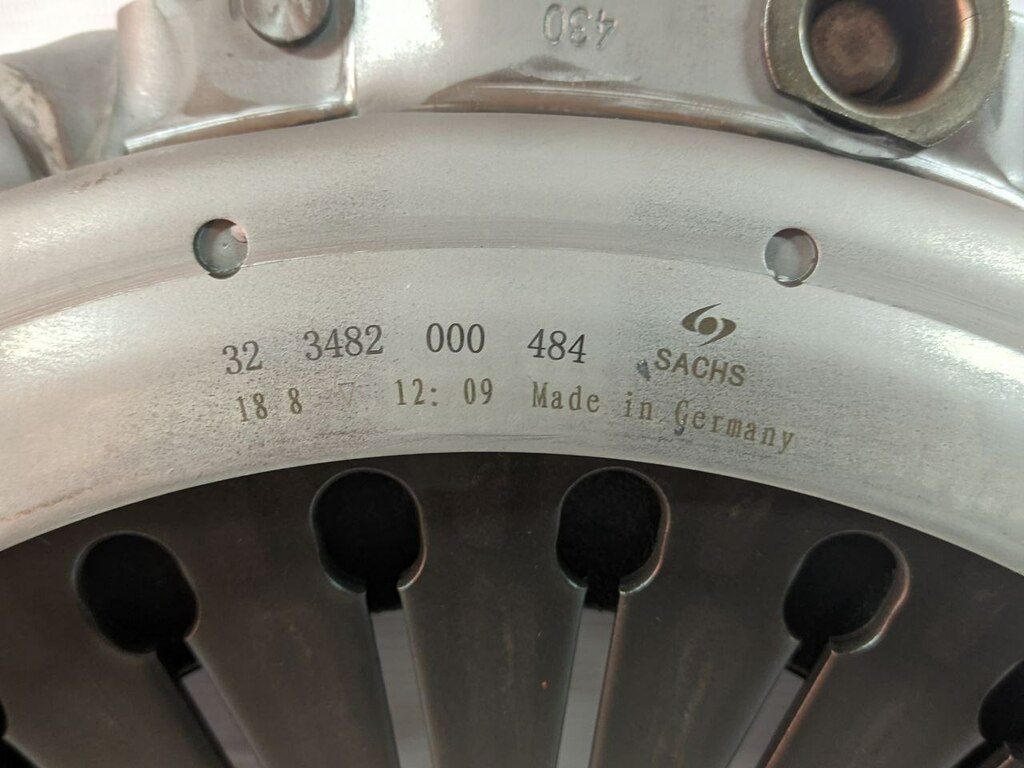 430
32 3482 000 484
SACHS
18 8 12: 09 Made in Germany